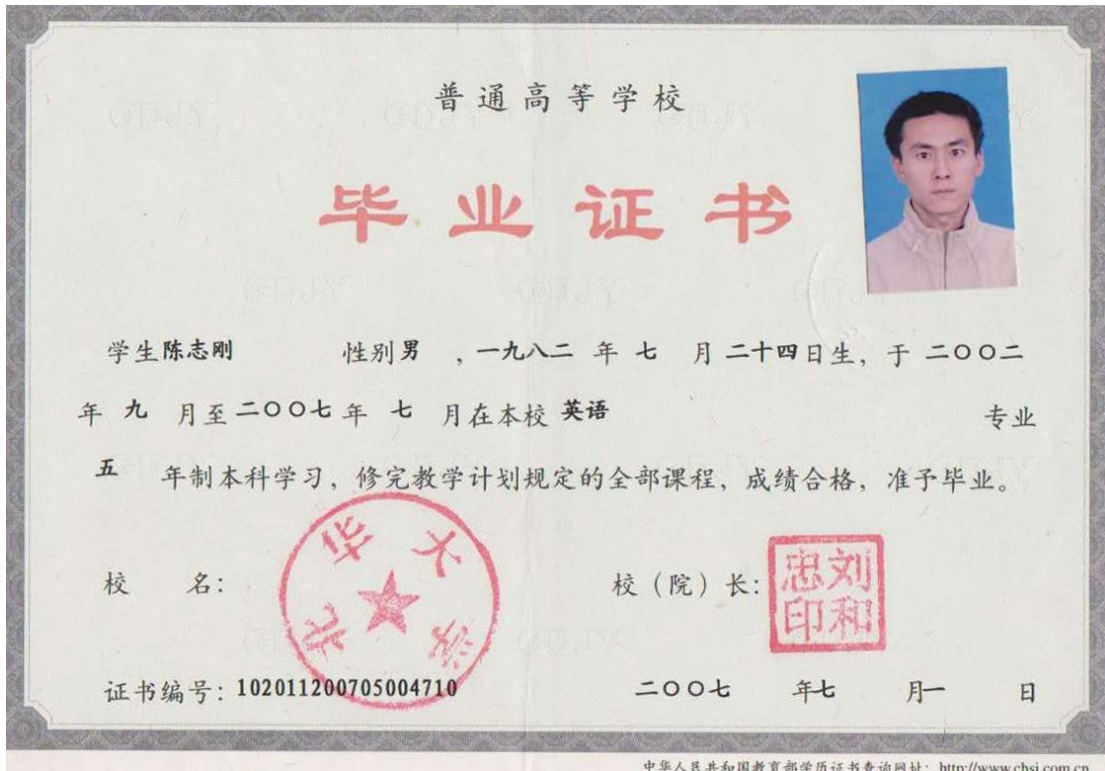 普通高等学校
毕业证书
学生陈志刚 性别男 ,一九八二 年 七 月 二十四日生, 于 二〇〇二
年 九 月至二〇〇七年 七 月在本校 英语 专业
五 年制本科学习, 修完教学计划规定的全部课程, 成绩合格, 准予毕业。
校 名: 北华大学
校(院)长: 刘和忠印
证书编号: 102011200705004710 二〇〇七 年七 月一 日
中华人民共和国教育部学历证书查询网址: http://www.chsi.com.cn